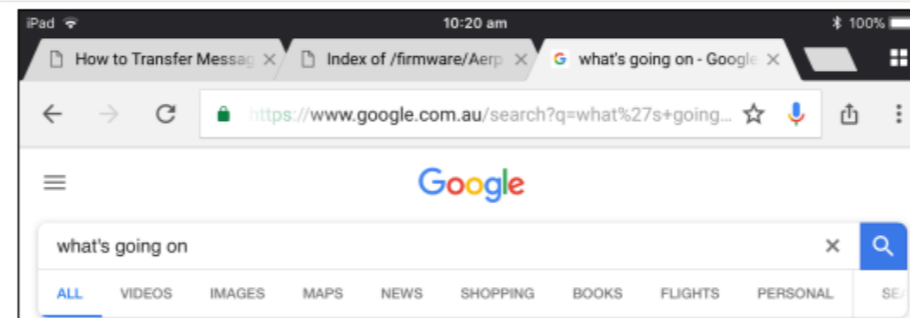 iPad 10:20 am 100%
How to Transfer Messag Index of /firmware/Aerp what's going on - Google
https://www.google.com.au/search?q=what%27s+going...
Google
what's going on
ALL VIDEOS IMAGES MAPS NEWS SHOPPING BOOKS FLIGHTS PERSONAL SEA